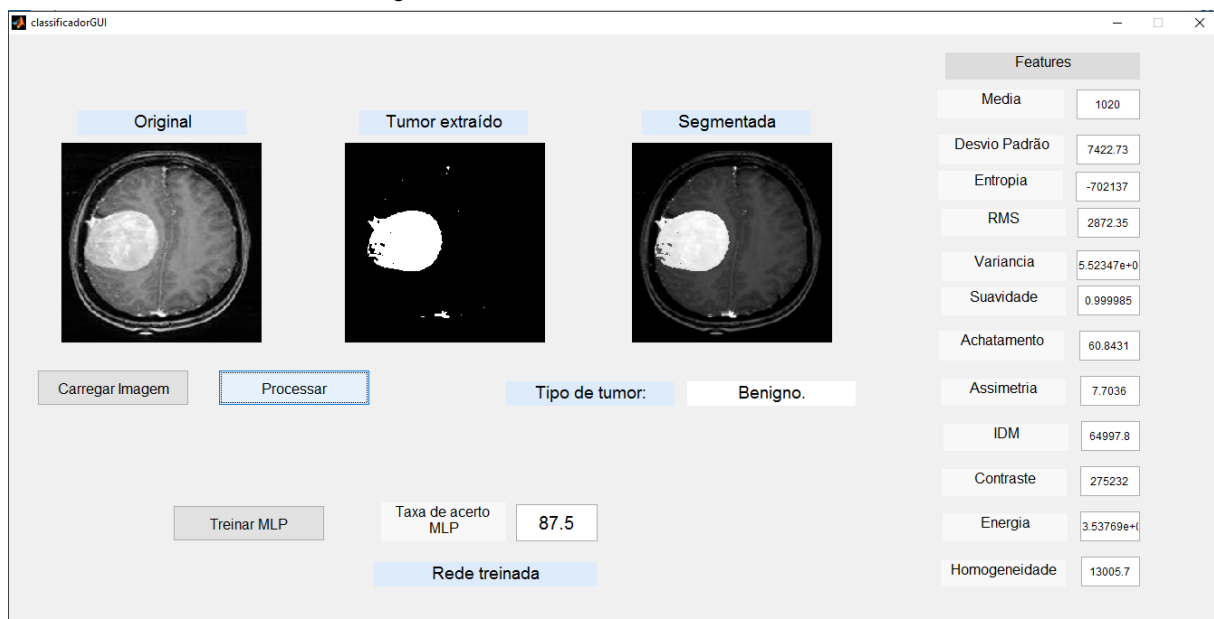 classificadorGUI
Features
Original
Tumor extraído
Segmentada
Media
1020
Desvio Padrão
7422.73
Entropia
-702137
RMS
2872.35
Variancia
5.52347e+0
Suavidade
0.999985
Achatamento
60.8431
Carregar Imagem
Processar
Tipo de tumor:
Benigno.
Assimetria
7.7036
IDM
64997.8
Contraste
275232
Treinar MLP
Taxa de acerto
MLP
87.5
Energia
3.53769e+(
Rede treinada
Homogeneidade
13005.7